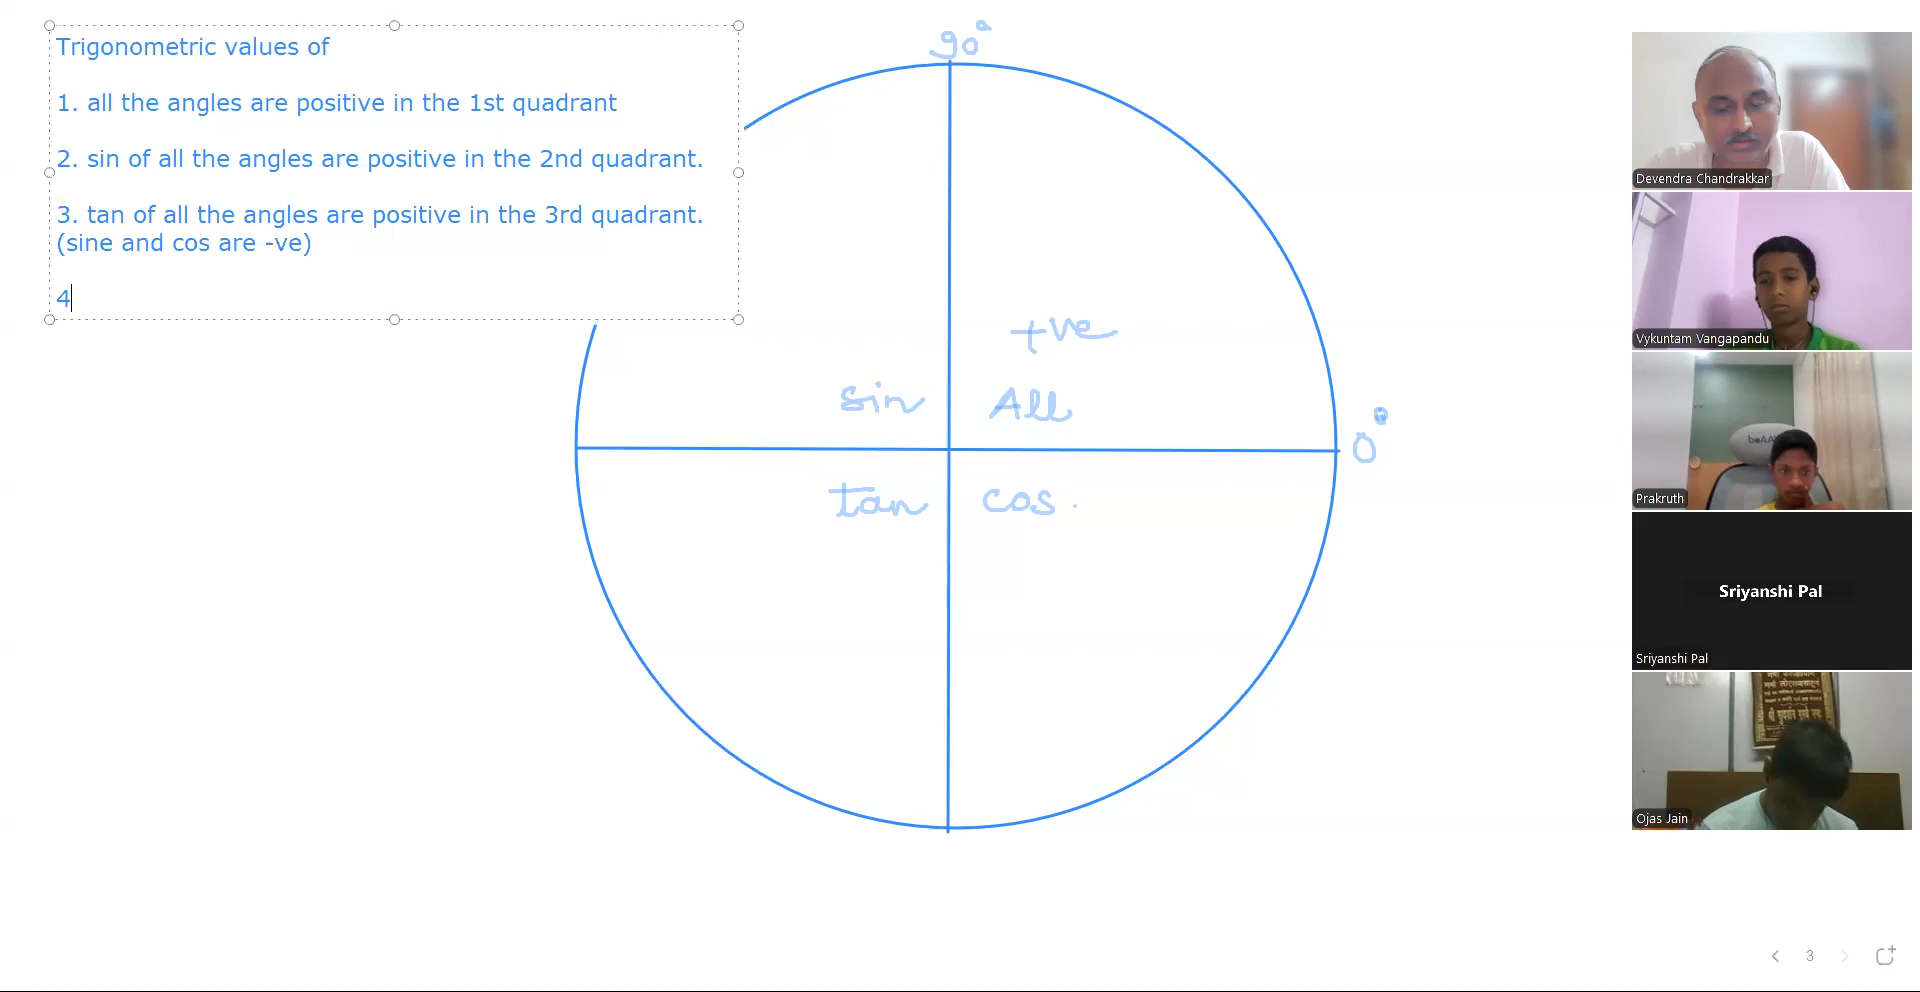 Trigonometric values of
1. all the angles are positive in the 1st quadrant
2. sin of all the angles are positive in the 2nd quadrant.
3. tan of all the angles are positive in the 3rd quadrant.
(sine and cos are -ve)
4
90°
+ve
sin All
0°
tan cos .
Devendra Chandrakkar
Vykuntam Vangapandu
Prakruth
Sriyanshi Pal
Sriyanshi Pal
Ojas Jain
3